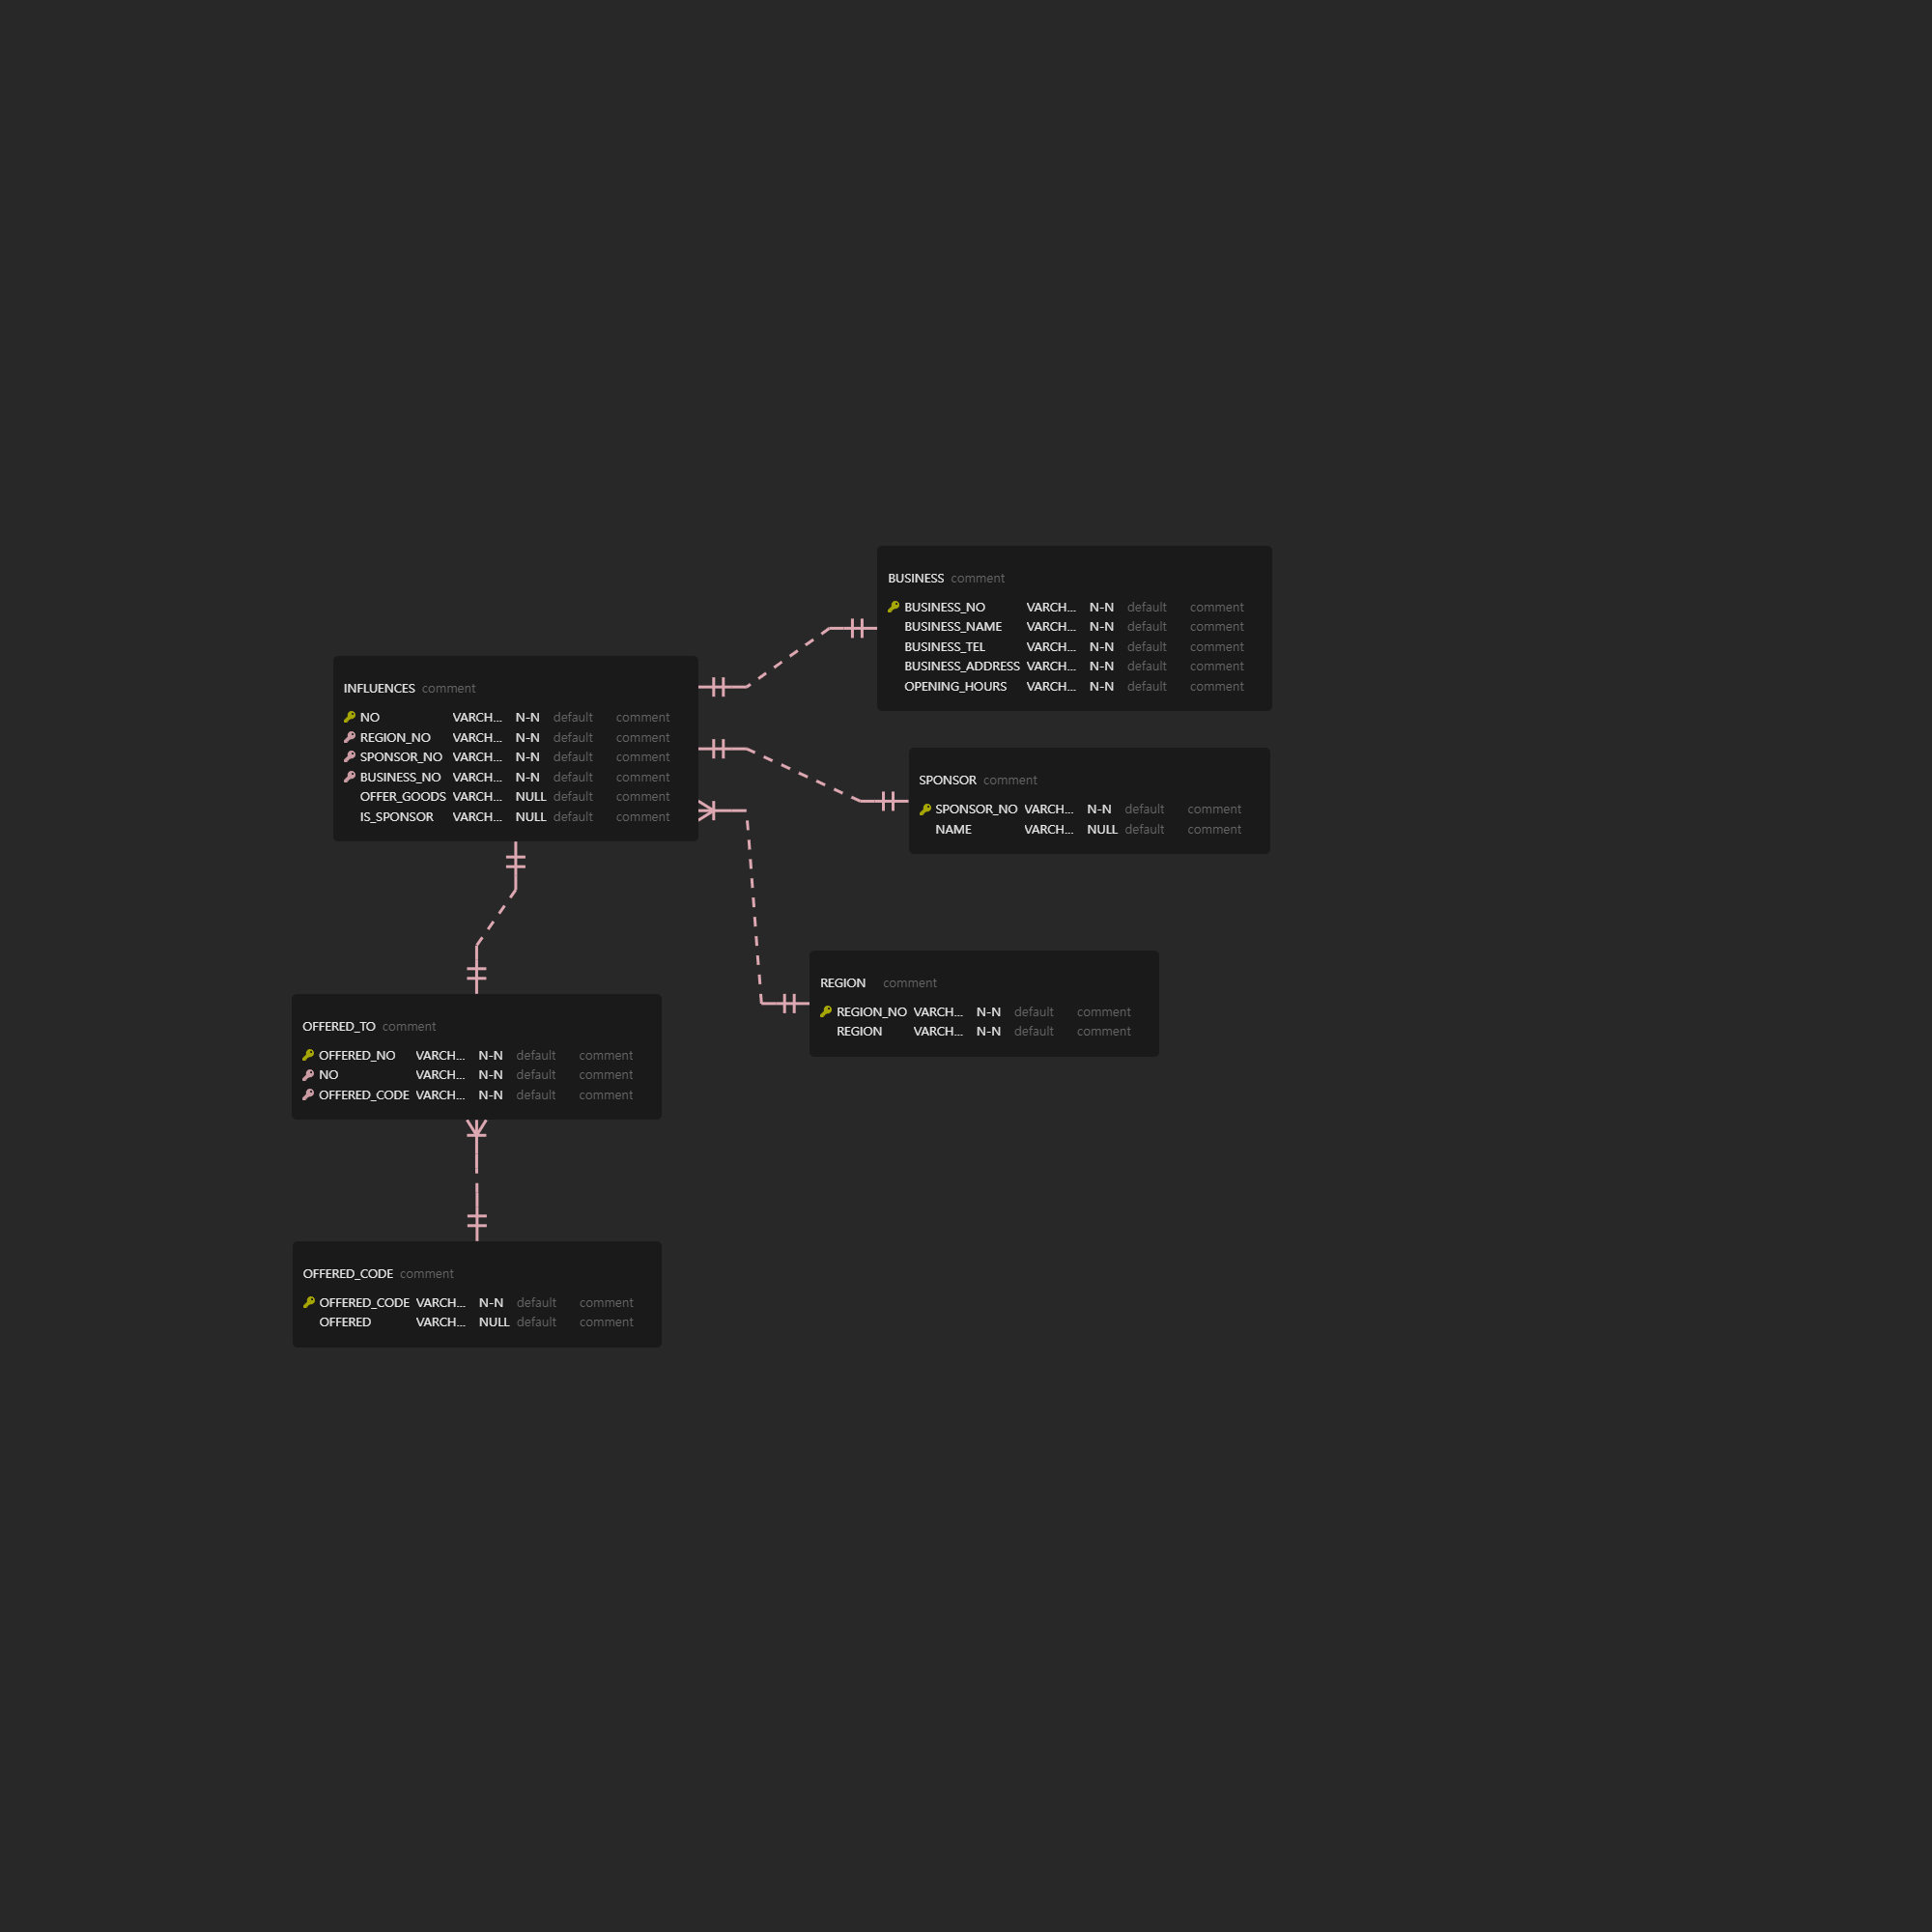 BUSINESS comment
BUSINESS_NO VARCH... N-N default comment
BUSINESS_NAME VARCH... N-N default comment
BUSINESS_TEL VARCH... N-N default comment
BUSINESS_ADDRESS VARCH... N-N default comment
OPENING_HOURS VARCH... N-N default comment
INFLUENCES comment
NO VARCH... N-N default comment
REGION_NO VARCH... N-N default comment
SPONSOR_NO VARCH... N-N default comment
BUSINESS_NO VARCH... N-N default comment
OFFER_GOODS VARCH... NULL default comment
IS_SPONSOR VARCH... NULL default comment
SPONSOR comment
SPONSOR_NO VARCH... N-N default comment
NAME VARCH... NULL default comment
REGION comment
REGION_NO VARCH... N-N default comment
REGION VARCH... N-N default comment
OFFERED_TO comment
OFFERED_NO VARCH... N-N default comment
NO VARCH... N-N default comment
OFFERED_CODE VARCH... N-N default comment
OFFERED_CODE comment
OFFERED_CODE VARCH... N-N default comment
OFFERED VARCH... NULL default comment